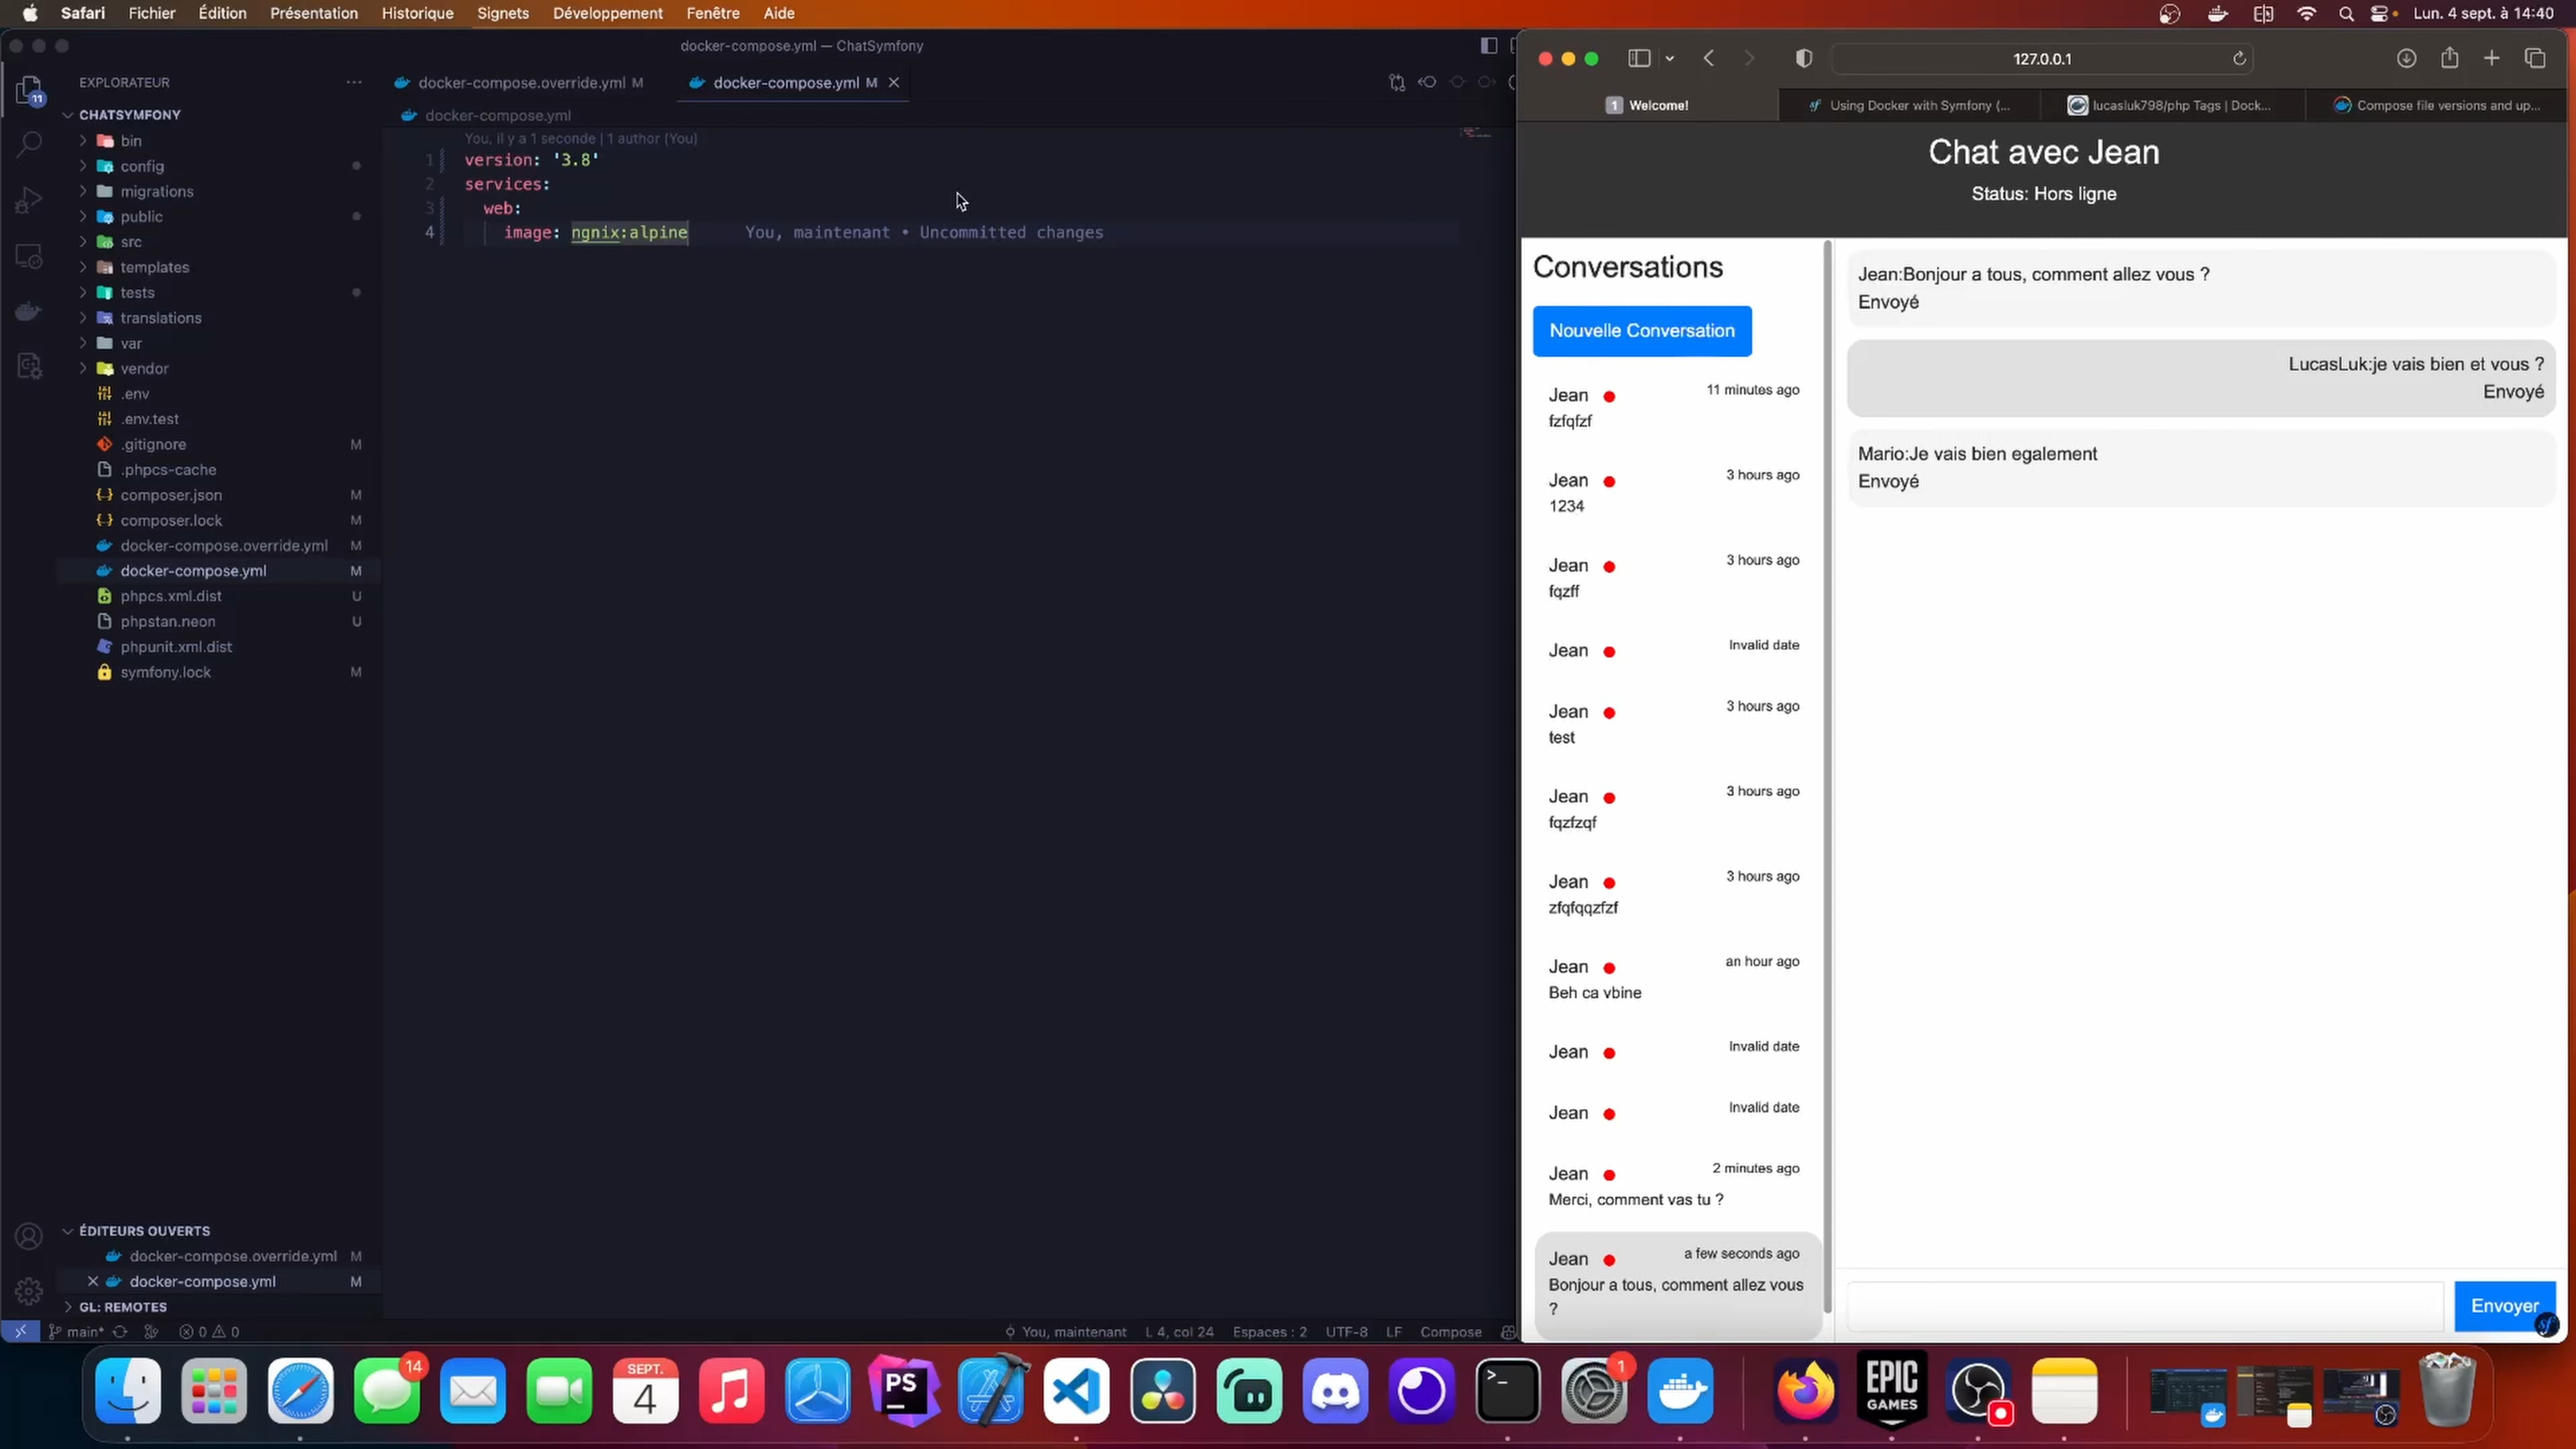 Safari Fichier Édition Présentation Historique Signets Développement Fenêtre Aide
Lun. 4 sept. à 14:40
docker-compose.yml — ChatSymfony
EXPLORATEUR
11
CHATSYMFONY
bin
config
migrations
public
src
templates
tests
translations
var
vendor
.env
.env.test
.gitignore M
.phpcs-cache
composer.json M
composer.lock M
docker-compose.override.yml M
docker-compose.yml M
phpcs.xml.dist U
phpstan.neon U
phpunit.xml.dist
symfony.lock M
ÉDITEURS OUVERTS
docker-compose.override.yml M
docker-compose.yml M
GL: REMOTES
docker-compose.override.yml M
docker-compose.yml M
docker-compose.yml
You, il y a 1 seconde | 1 author (You)
1 version: '3.8'
2 services:
3 web:
4 image: ngnix:alpine You, maintenant • Uncommitted changes
main* 0 0 You, maintenant L 4, col 24 Espaces : 2 UTF-8 LF Compose
127.0.0.1
1 Welcome!
Using Docker with Symfony (...
lucasluk798/php Tags | Dock...
Compose file versions and up...
Chat avec Jean
Status: Hors ligne
Conversations
Nouvelle Conversation
Jean 11 minutes ago
fzfqfzf
Jean 3 hours ago
1234
Jean 3 hours ago
fqzff
Jean Invalid date
Jean 3 hours ago
test
Jean 3 hours ago
fqzfzqf
Jean 3 hours ago
zfqfqqzfzf
Jean an hour ago
Beh ca vbine
Jean Invalid date
Jean Invalid date
Jean 2 minutes ago
Merci, comment vas tu ?
Jean a few seconds ago
Bonjour a tous, comment allez vous
?
Jean:Bonjour a tous, comment allez vous ?
Envoyé
LucasLuk:je vais bien et vous ?
Envoyé
Mario:Je vais bien egalement
Envoyé
Envoyer
sf
14
SEPT.
4
PS
>_
1
EPIC
GAMES